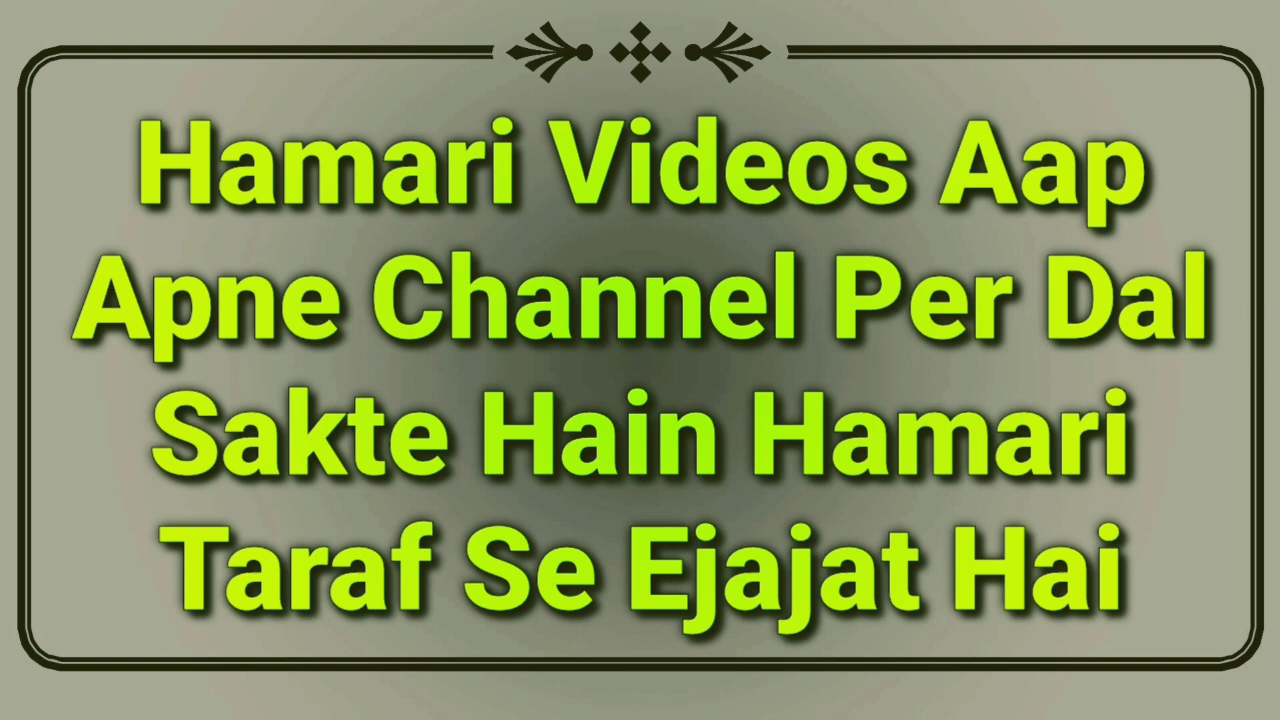 Hamari Videos Aap
Apne Channel Per Dal
Sakte Hain Hamari
Taraf Se Ejajat Hai